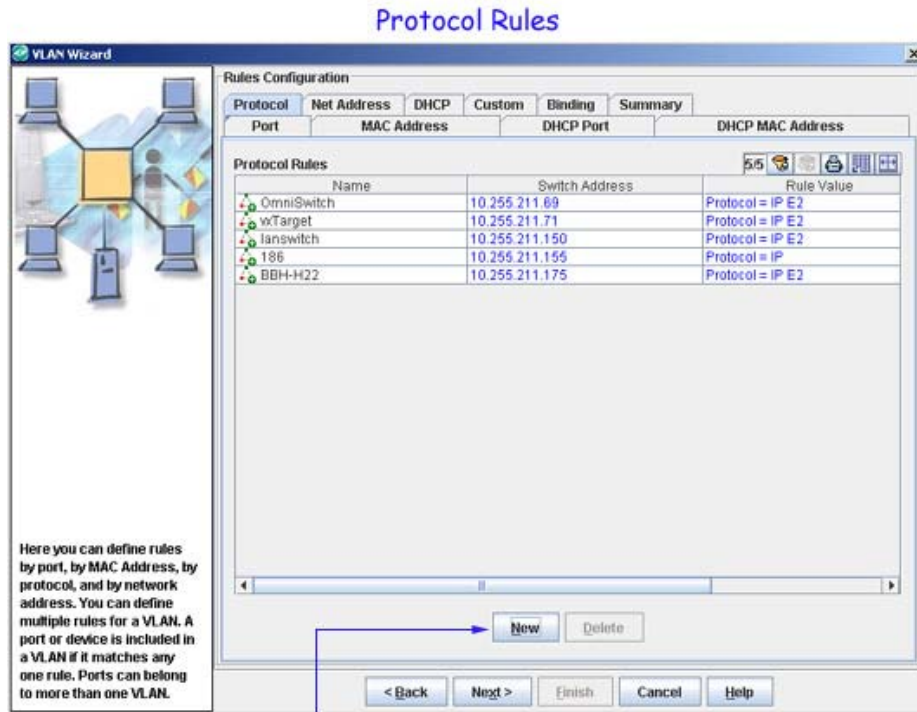 Protocol Rules
VLAN Wizard
Rules Configuration
Protocol Net Address DHCP Custom Binding Summary
Port MAC Address DHCP Port DHCP MAC Address
Protocol Rules 5/5
Name Switch Address Rule Value
OmniSwitch 10.255.211.69 Protocol = IP E2
vxTarget 10.255.211.71 Protocol = IP E2
lanswitch 10.255.211.150 Protocol = IP E2
186 10.255.211.155 Protocol = IP
BBH-H22 10.255.211.175 Protocol = IP E2
Here you can define rules
by port, by MAC Address, by
protocol, and by network
address. You can define
multiple rules for a VLAN. A
port or device is included in
a VLAN if it matches any
one rule. Ports can belong
to more than one VLAN.
New Delete
< Back Next > Finish Cancel Help